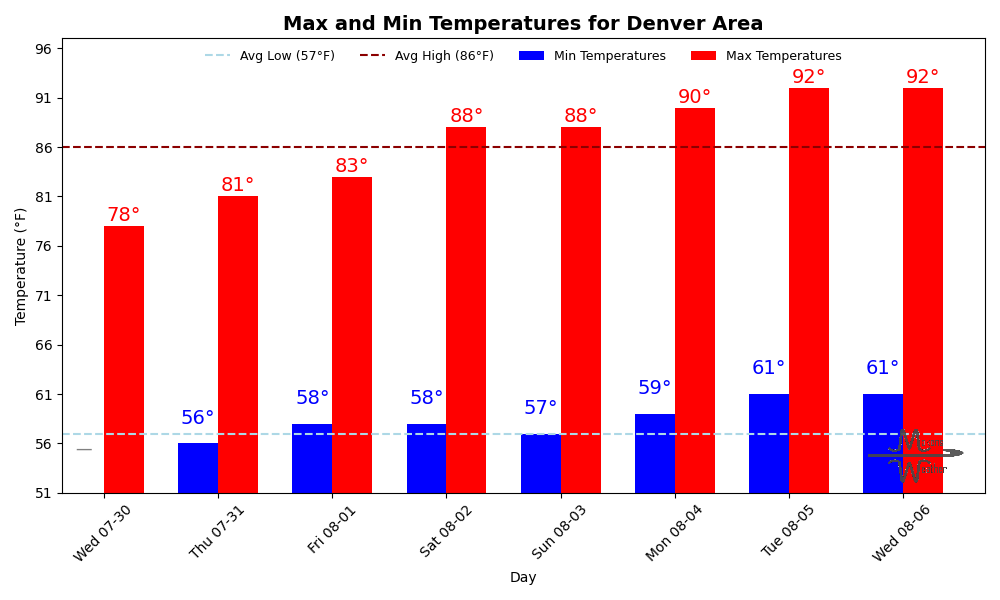 Max and Min Temperatures for Denver Area
Avg Low (57°F) Avg High (86°F) Min Temperatures Max Temperatures
96
91
86
81
76
71
66
61
56
51
Temperature (°F)
78°
81°
83°
88°
88°
90°
92°
92°
—
56°
58°
58°
57°
59°
61°
61°
Wed 07-30
Thu 07-31
Fri 08-01
Sat 08-02
Sun 08-03
Mon 08-04
Tue 08-05
Wed 08-06
Day